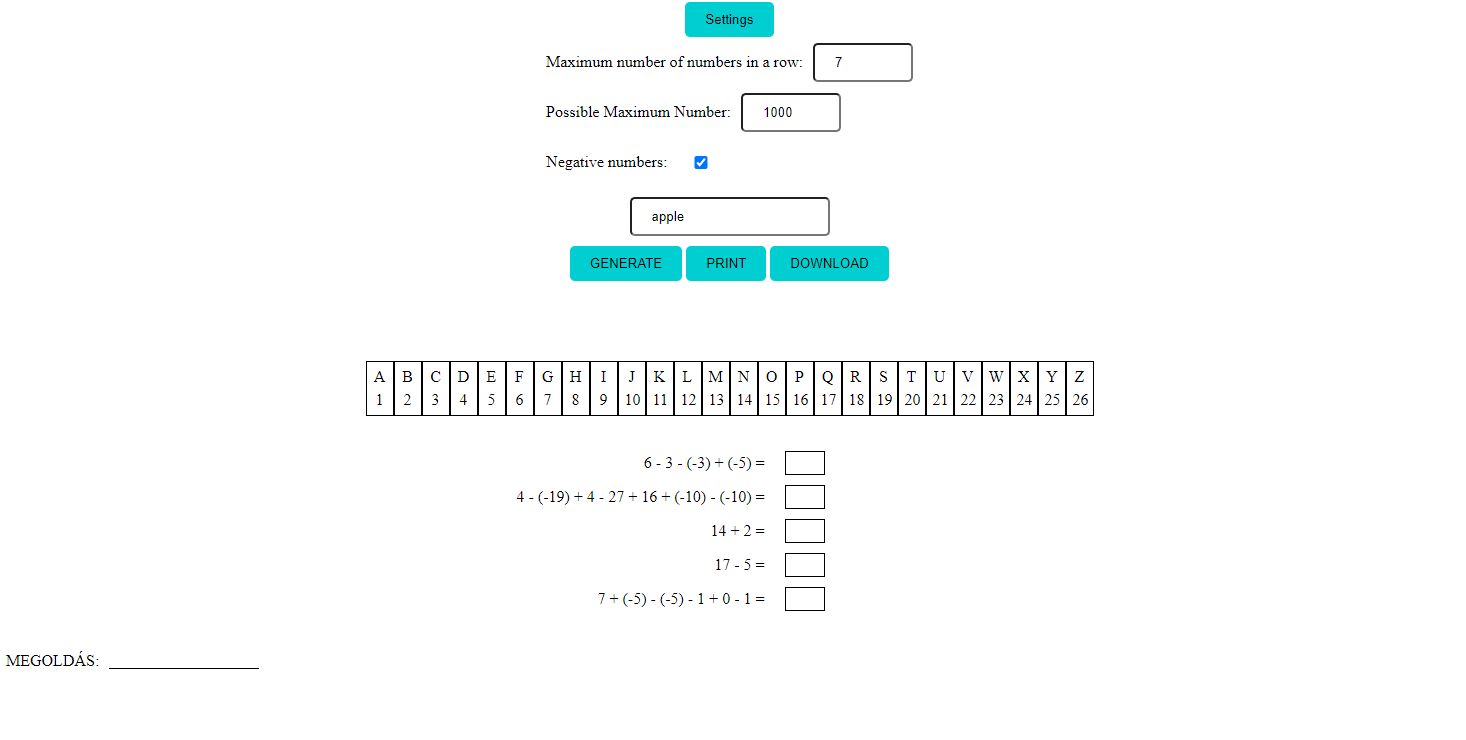 Settings
Maximum number of numbers in a row: 7
Possible Maximum Number: 1000
Negative numbers:
apple
GENERATE PRINT DOWNLOAD
A B C D E F G H I J K L M N O P Q R S T U V W X Y Z
1 2 3 4 5 6 7 8 9 10 11 12 13 14 15 16 17 18 19 20 21 22 23 24 25 26
6 - 3 - (-3) + (-5) =
4 - (-19) + 4 - 27 + 16 + (-10) - (-10) =
14 + 2 =
17 - 5 =
7 + (-5) - (-5) - 1 + 0 - 1 =
MEGOLDÁS: